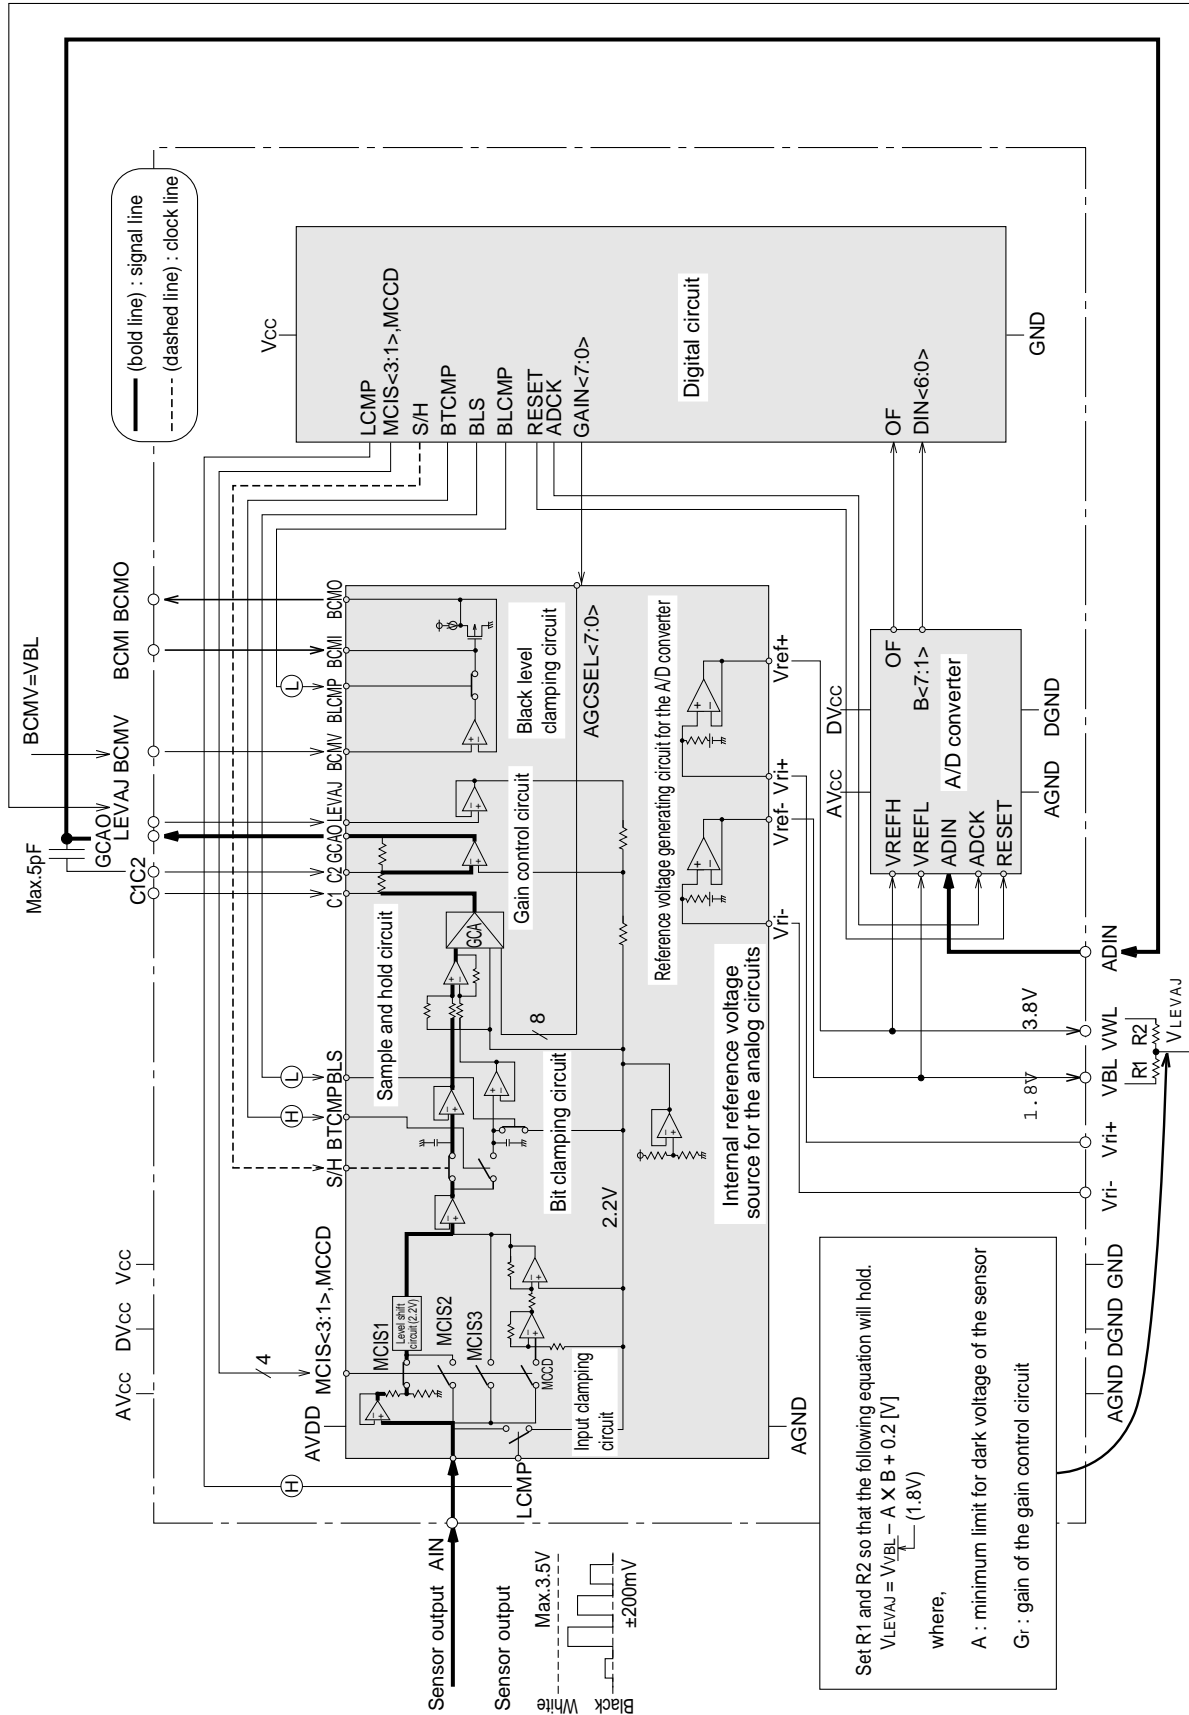 (bold line) : signal line
(dashed line) : clock line
Max.5pF
BCMV=VBL
C1C2
GCAO
LEVAJ
BCMV
BCMI
BCMO
AVCC
DVCC
VCC
VCC
LCMP
MCIS<3:1>,MCCD
S/H
BTCMP
BLS
BLCMP
RESET
ADCK
GAIN<7:0>
Digital circuit
OF
DIN<6:0>
GND
H
4
H
L
L
AVDD
MCIS<3:1>,MCCD
S/H
BTCMP
BLS
C1
C2
GCAO
LEVAJ
BCMV
BLCMP
BCMI
BCMO
MCIS1
Level shift
circuit (2.2V)
MCIS2
MCIS3
MCCD
Input clamping
circuit
Sample and hold circuit
Bit clamping circuit
GCA
Gain control circuit
Black level
clamping circuit
8
AGCSEL<7:0>
2.2V
Internal reference voltage
source for the analog circuits
Reference voltage generating circuit for the A/D converter
LCMP
AGND
Vri-
Vref-
Vri+
Vref+
AVCC
DVCC
VREFH
VREFL
ADIN
ADCK
RESET
OF
B<7:1>
A/D converter
AGND
DGND
Sensor output
AIN
Sensor output
White
Max.3.5V
Black
±200mV
1.8V
3.8V
AGND
DGND
GND
Vri-
Vri+
VBL
VWL
ADIN
R1
R2
VLEVAJ
Set R1 and R2 so that the following equation will hold.
VLEVAJ = VVBL – A X B + 0.2 [V]
(1.8V)
where,
A : minimum limit for dark voltage of the sensor
Gr : gain of the gain control circuit